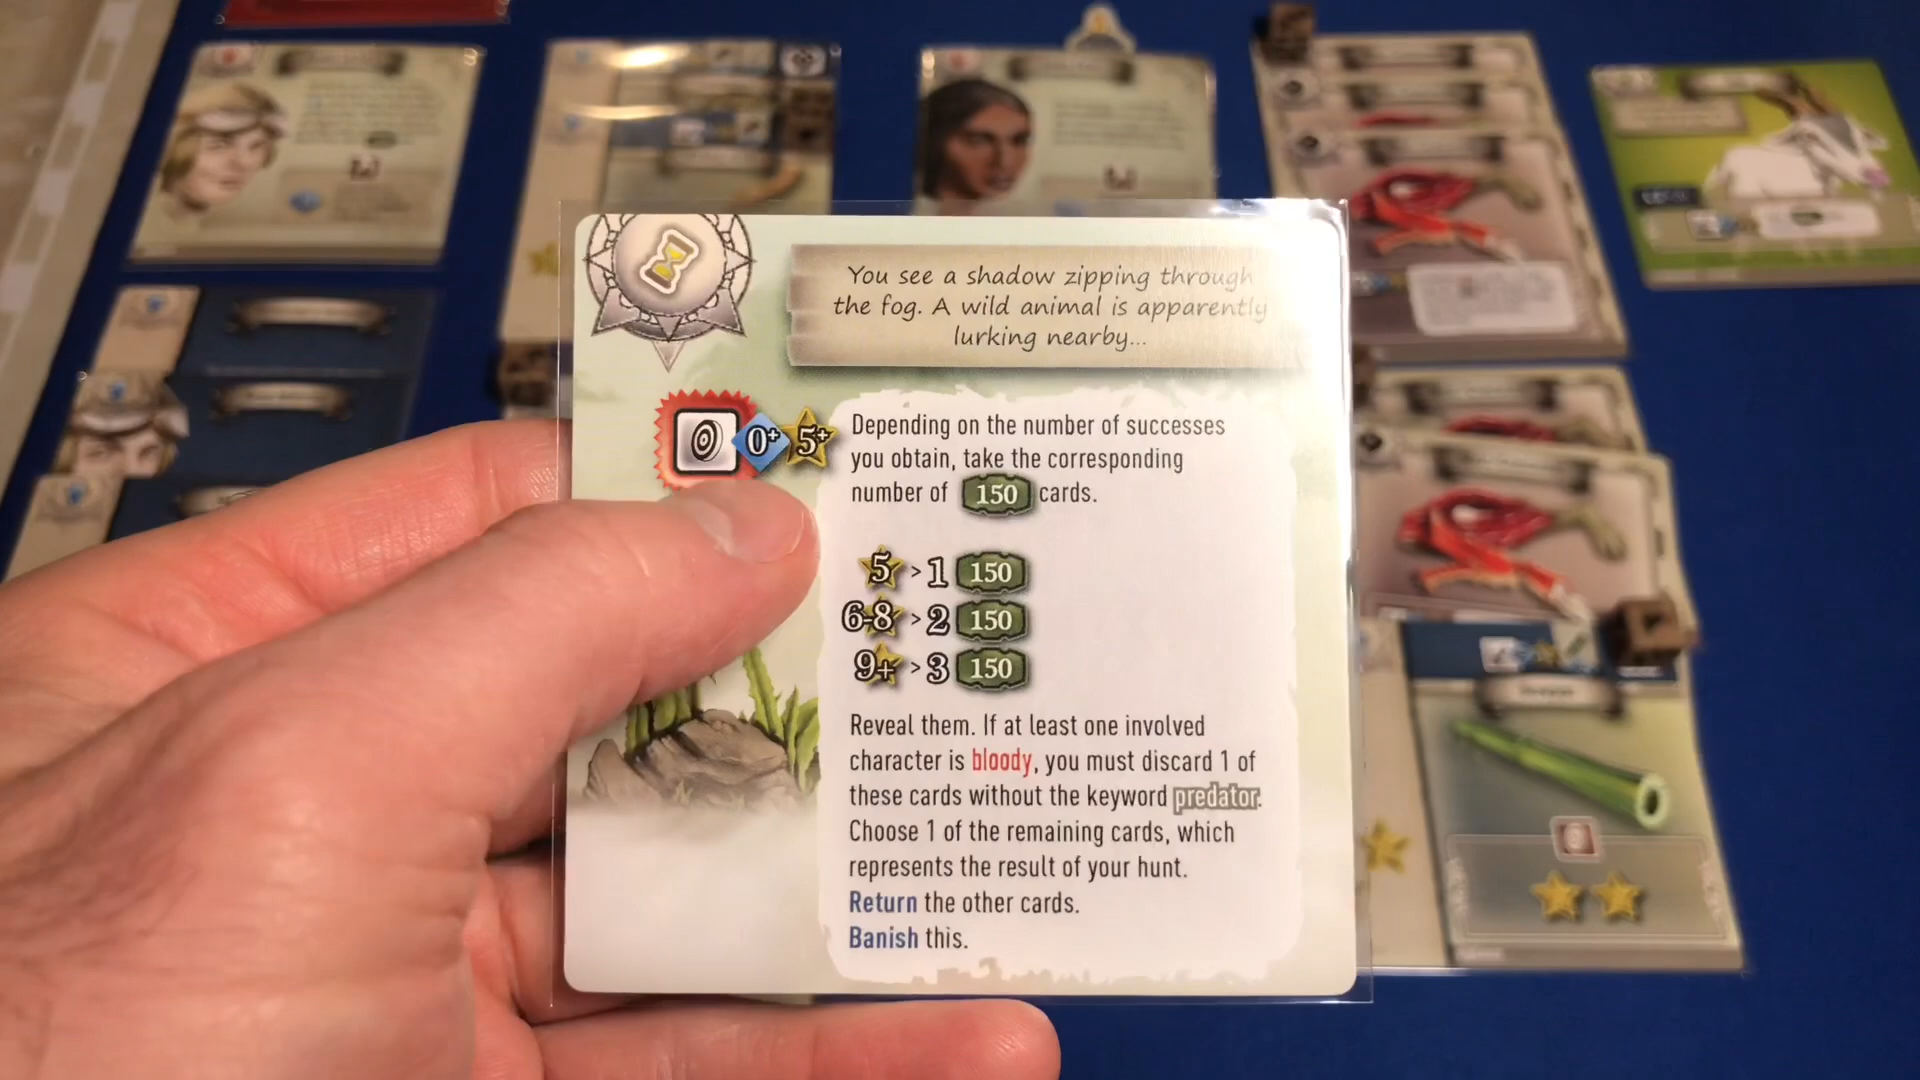 You see a shadow zipping through
the fog. A wild animal is apparently
lurking nearby...
0+ 5+
Depending on the number of successes
you obtain, take the corresponding
number of 150 cards.
5 > 1 150
6-8 > 2 150
9+ > 3 150
Reveal them. If at least one involved
character is bloody, you must discard 1 of
these cards without the keyword predator.
Choose 1 of the remaining cards, which
represents the result of your hunt.
Return the other cards.
Banish this.